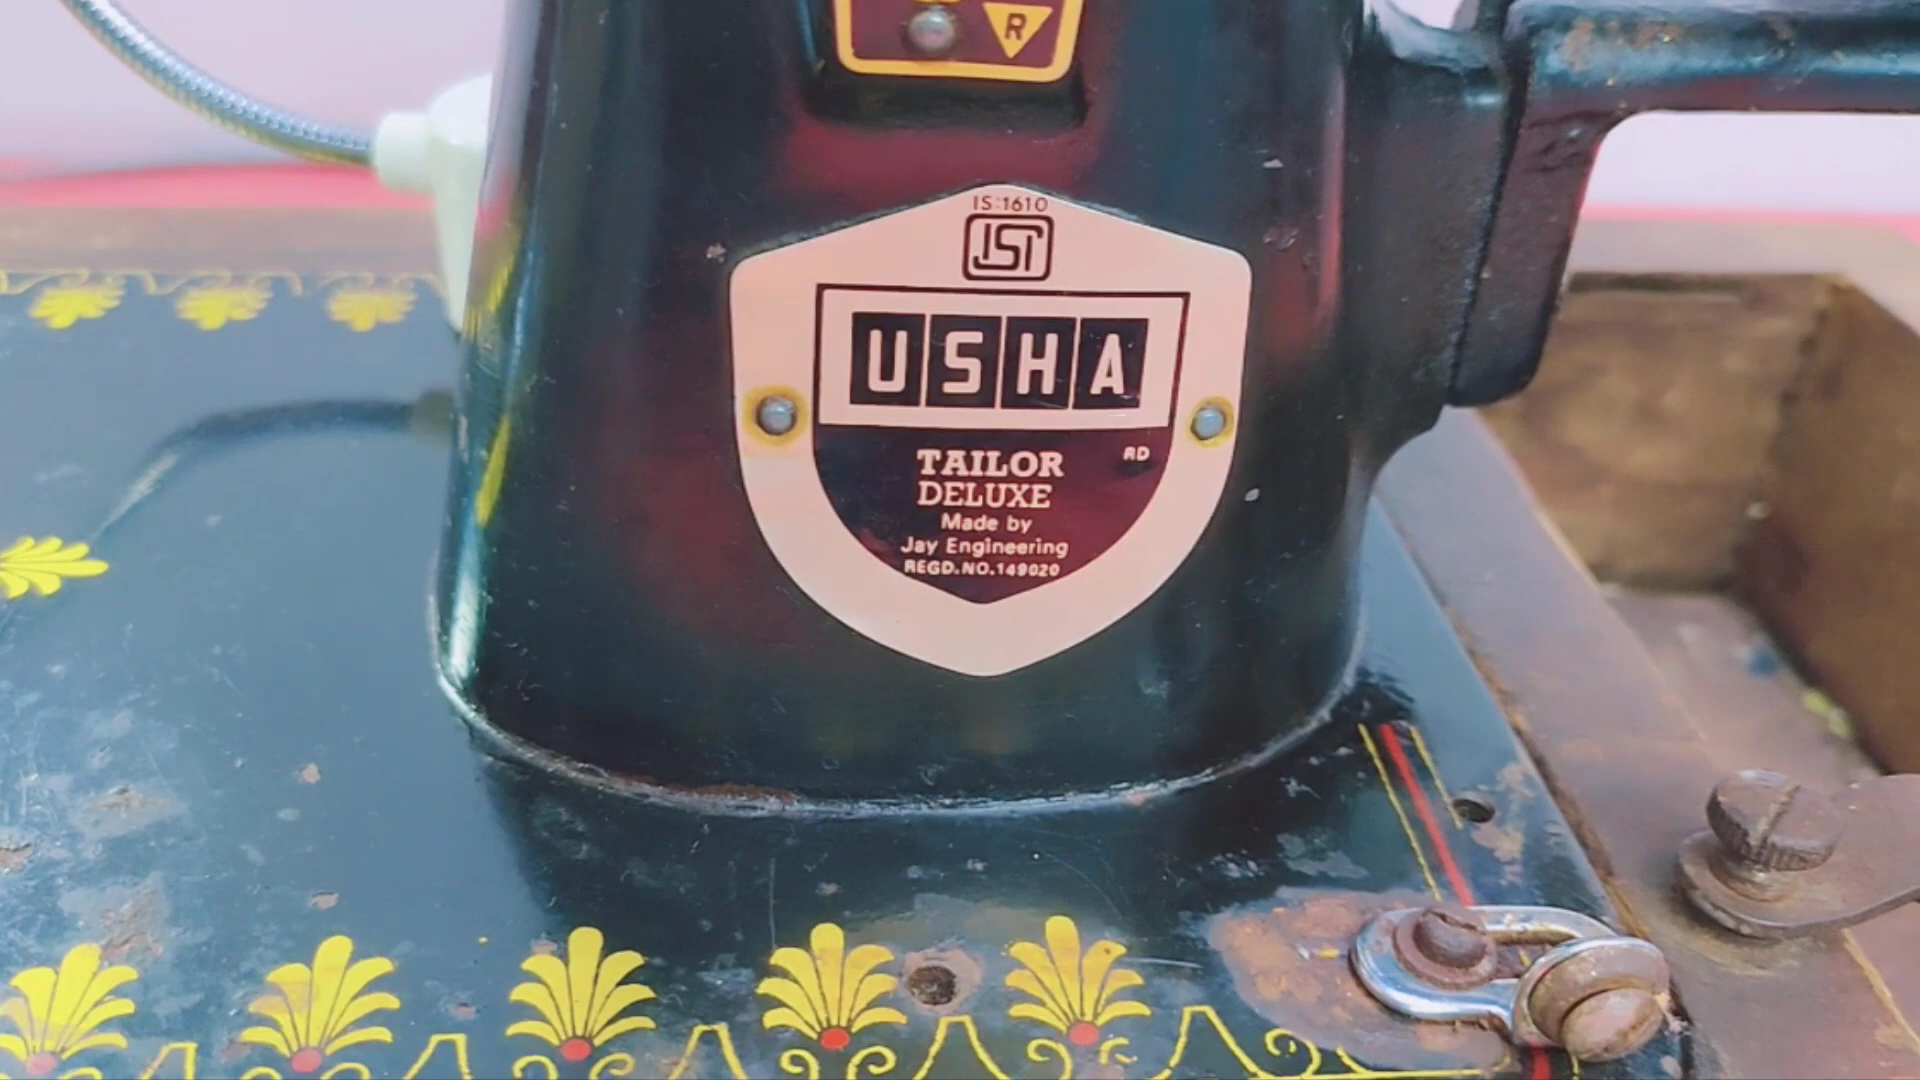 R
IS:1610
ISI
USHA
TAILOR RD
DELUXE
Made by
Jay Engineering
REGD.NO.149020